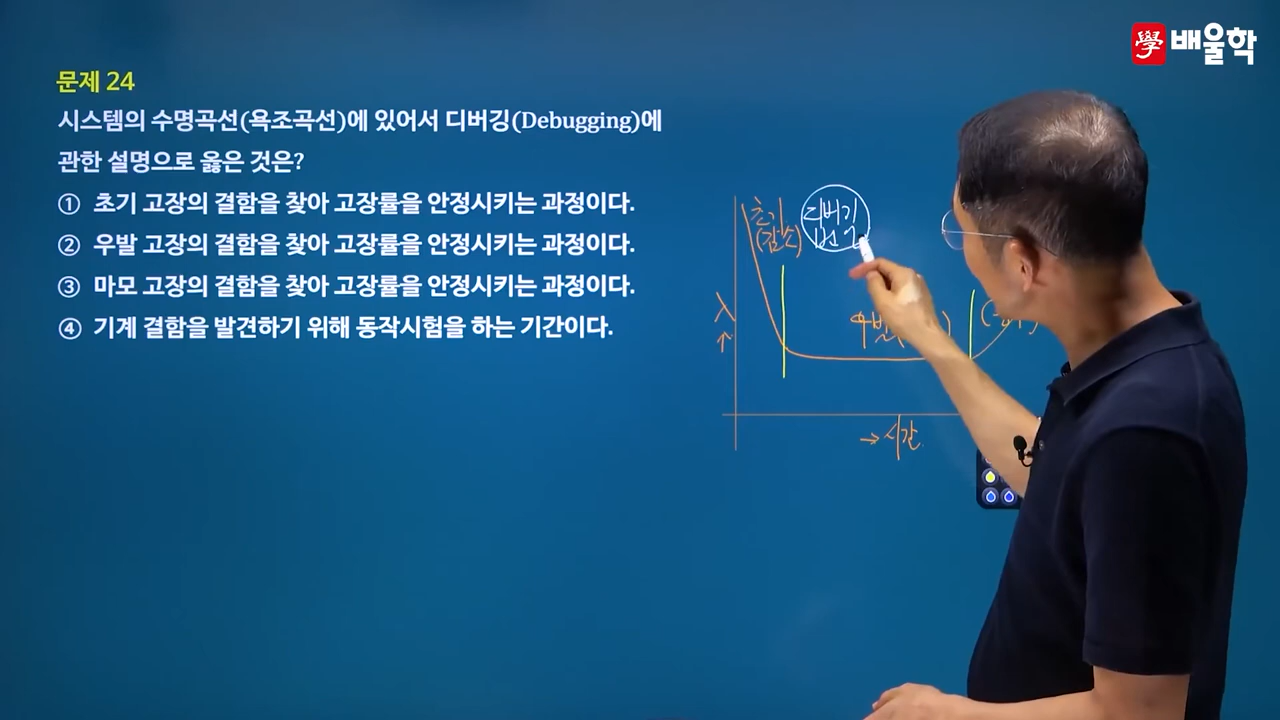 學 배울학
문제 24
시스템의 수명곡선(욕조곡선)에 있어서 디버깅(Debugging)에
관한 설명으로 옳은 것은?
① 초기 고장의 결함을 찾아 고장률을 안정시키는 과정이다.
② 우발 고장의 결함을 찾아 고장률을 안정시키는 과정이다.
③ 마모 고장의 결함을 찾아 고장률을 안정시키는 과정이다.
④ 기계 결함을 발견하기 위해 동작시험을 하는 기간이다.
초기
(감소)
디버기
번
λ
↑
우발(
→ 시간